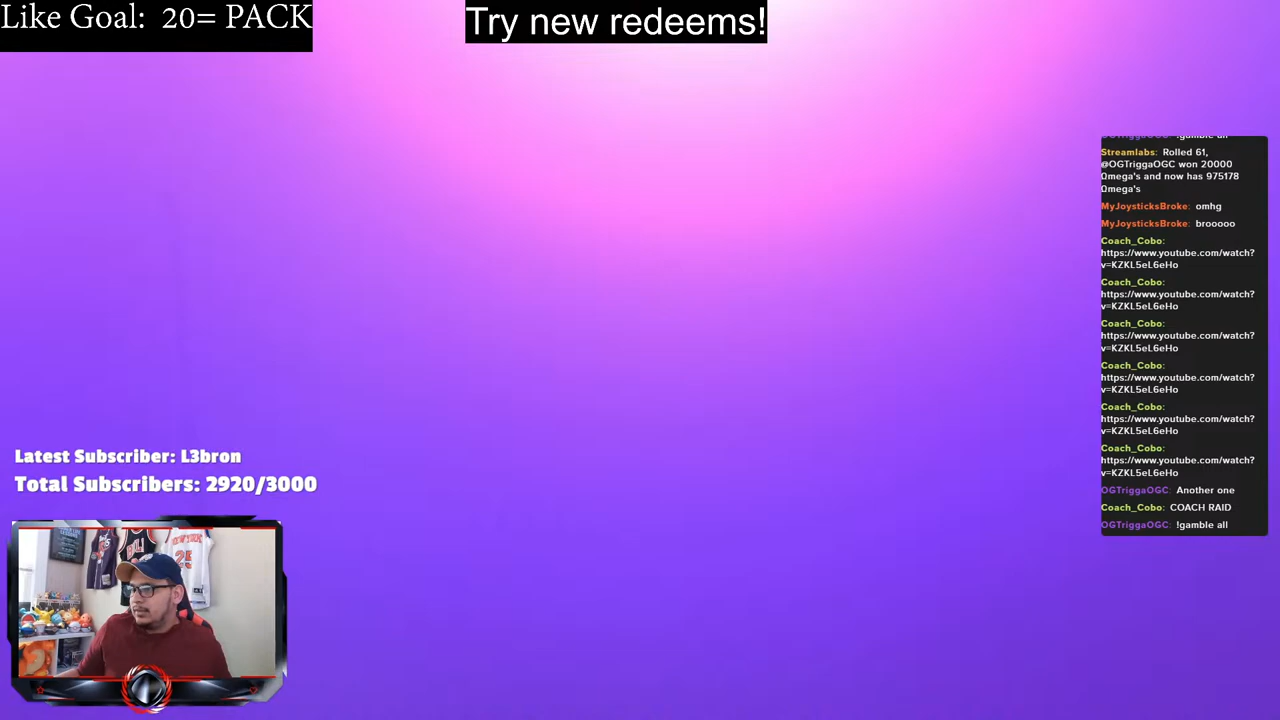 Like Goal:  20= PACK
Try new redeems!
Streamlabs: Rolled 61,
@OGTriggaOGC won 20000
Ωmega's and now has 975178
Ωmega's
MyJoysticksBroke: omhg
MyJoysticksBroke: brooooo
Coach_Cobo:
https://www.youtube.com/watch?
v=KZKL5eL6eHo
Coach_Cobo:
https://www.youtube.com/watch?
v=KZKL5eL6eHo
Coach_Cobo:
https://www.youtube.com/watch?
v=KZKL5eL6eHo
Coach_Cobo:
https://www.youtube.com/watch?
v=KZKL5eL6eHo
Coach_Cobo:
https://www.youtube.com/watch?
v=KZKL5eL6eHo
Coach_Cobo:
https://www.youtube.com/watch?
v=KZKL5eL6eHo
OGTriggaOGC: Another one
Coach_Cobo: COACH RAID
OGTriggaOGC: !gamble all
Latest Subscriber: L3bron
Total Subscribers: 2920/3000
25